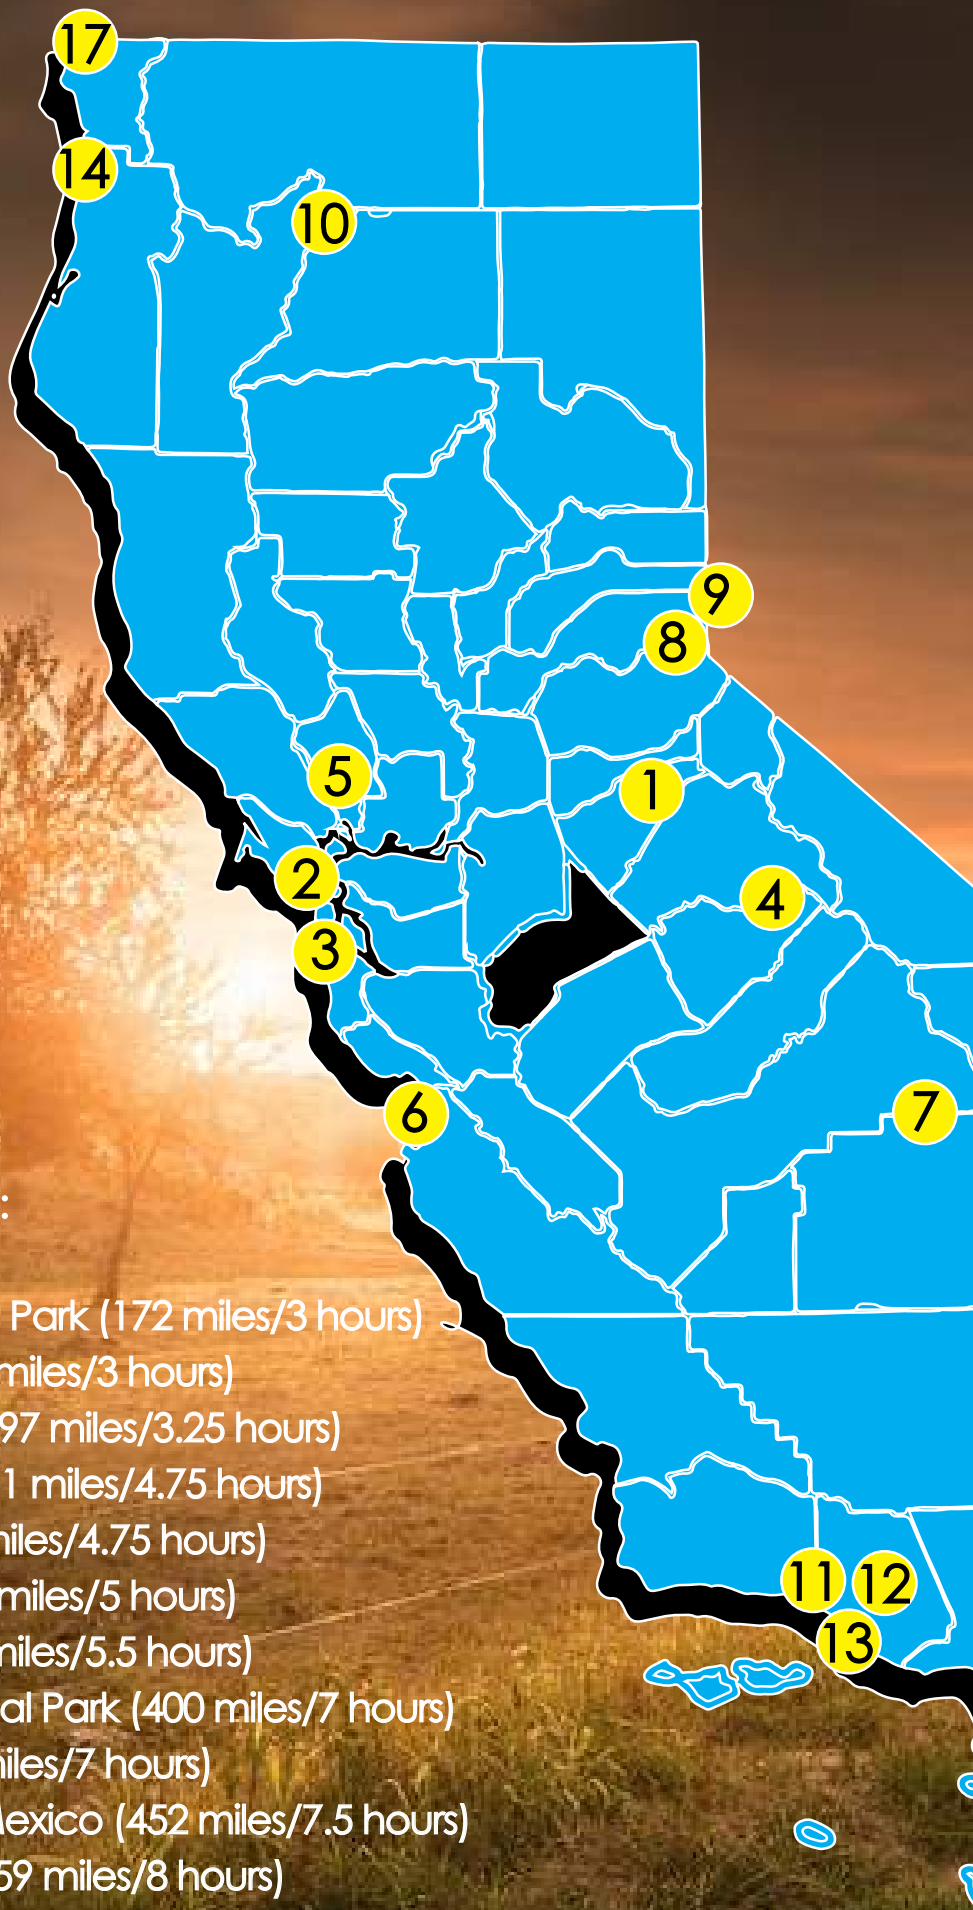 17
14
10
9
8
5
1
2
4
3
6
7
:
Park (172 miles/3 hours)
miles/3 hours)
97 miles/3.25 hours)
1 miles/4.75 hours)
miles/4.75 hours)
miles/5 hours)
miles/5.5 hours)
11
12
13
al Park (400 miles/7 hours)
miles/7 hours)
Mexico (452 miles/7.5 hours)
59 miles/8 hours)